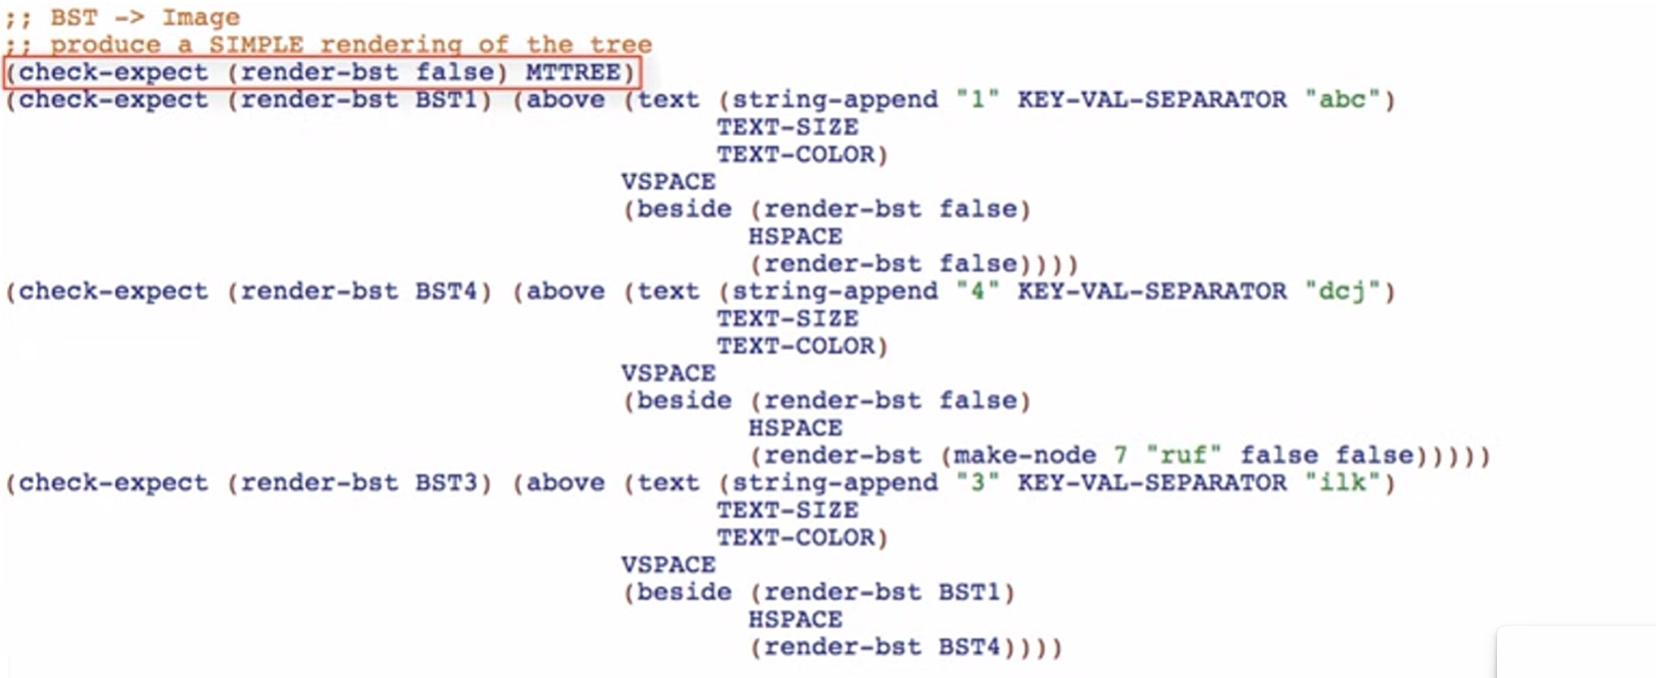 ;; BST -> Image
;; produce a SIMPLE rendering of the tree
(check-expect (render-bst false) MTTREE)
(check-expect (render-bst BST1) (above (text (string-append "1" KEY-VAL-SEPARATOR "abc")
TEXT-SIZE
TEXT-COLOR)
VSPACE
(beside (render-bst false)
HSPACE
(render-bst false))))
(check-expect (render-bst BST4) (above (text (string-append "4" KEY-VAL-SEPARATOR "dcj")
TEXT-SIZE
TEXT-COLOR)
VSPACE
(beside (render-bst false)
HSPACE
(render-bst (make-node 7 "ruf" false false)))))
(check-expect (render-bst BST3) (above (text (string-append "3" KEY-VAL-SEPARATOR "ilk")
TEXT-SIZE
TEXT-COLOR)
VSPACE
(beside (render-bst BST1)
HSPACE
(render-bst BST4))))